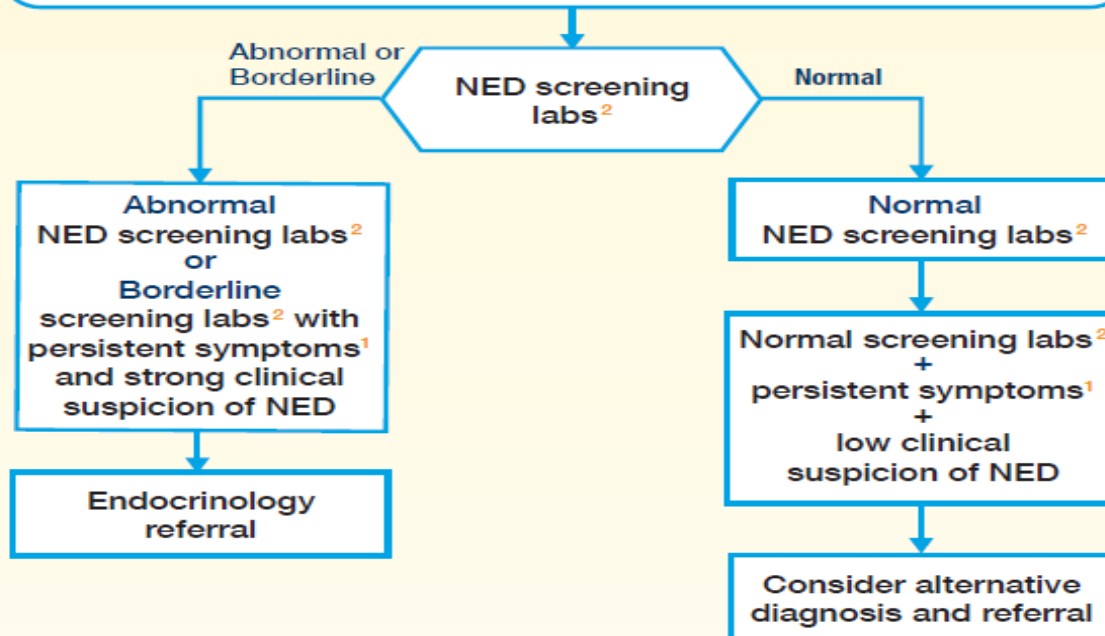 Abnormal or
Borderline
NED screening
labs²
Normal
Abnormal
NED screening labs²
or
Borderline
screening labs² with
persistent symptoms¹
and strong clinical
suspicion of NED
Endocrinology
referral
Normal
NED screening labs²
Normal screening labs²
+
persistent symptoms¹
+
low clinical
suspicion of NED
Consider alternative
diagnosis and referral